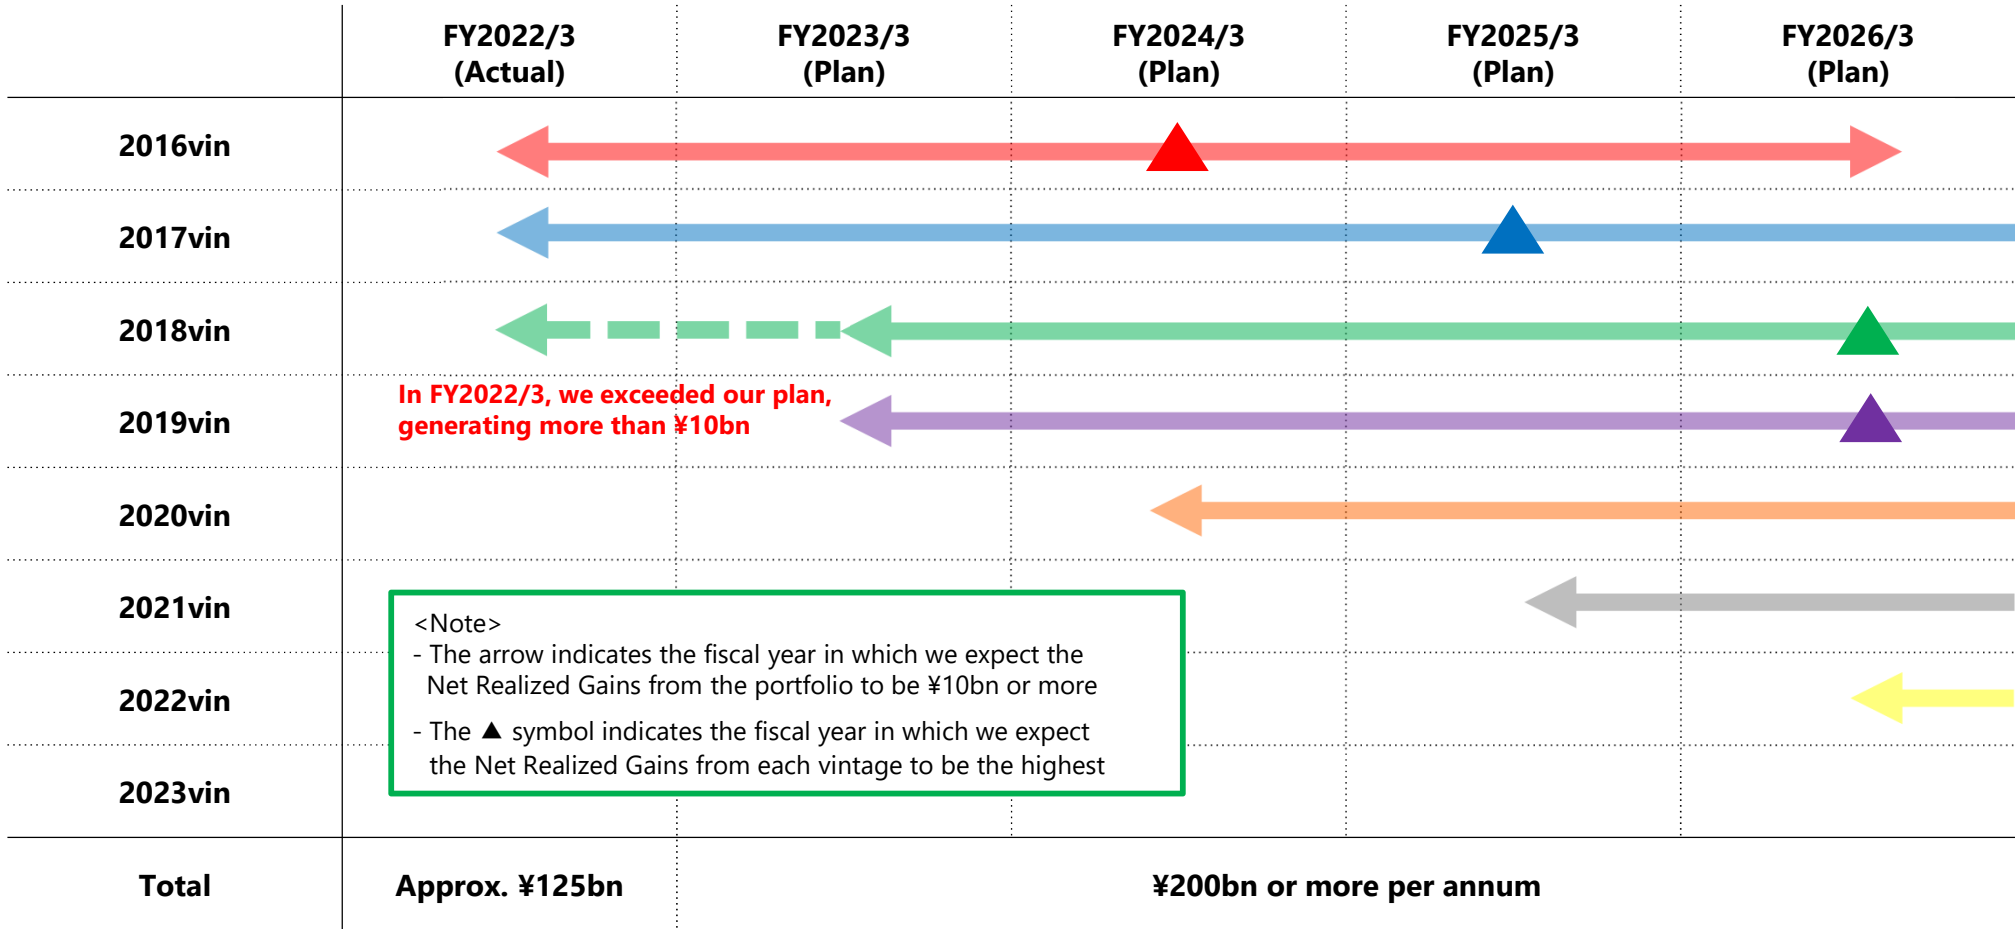 FY2022/3 FY2023/3 FY2024/3 FY2025/3 FY2026/3
(Actual) (Plan) (Plan) (Plan) (Plan)
2016vin
2017vin
2018vin
In FY2022/3, we exceeded our plan,
generating more than ¥10bn
2019vin
2020vin
2021vin
2022vin
2023vin
<Note>
- The arrow indicates the fiscal year in which we expect the
Net Realized Gains from the portfolio to be ¥10bn or more
- The ▲ symbol indicates the fiscal year in which we expect
the Net Realized Gains from each vintage to be the highest
Total Approx. ¥125bn ¥200bn or more per annum